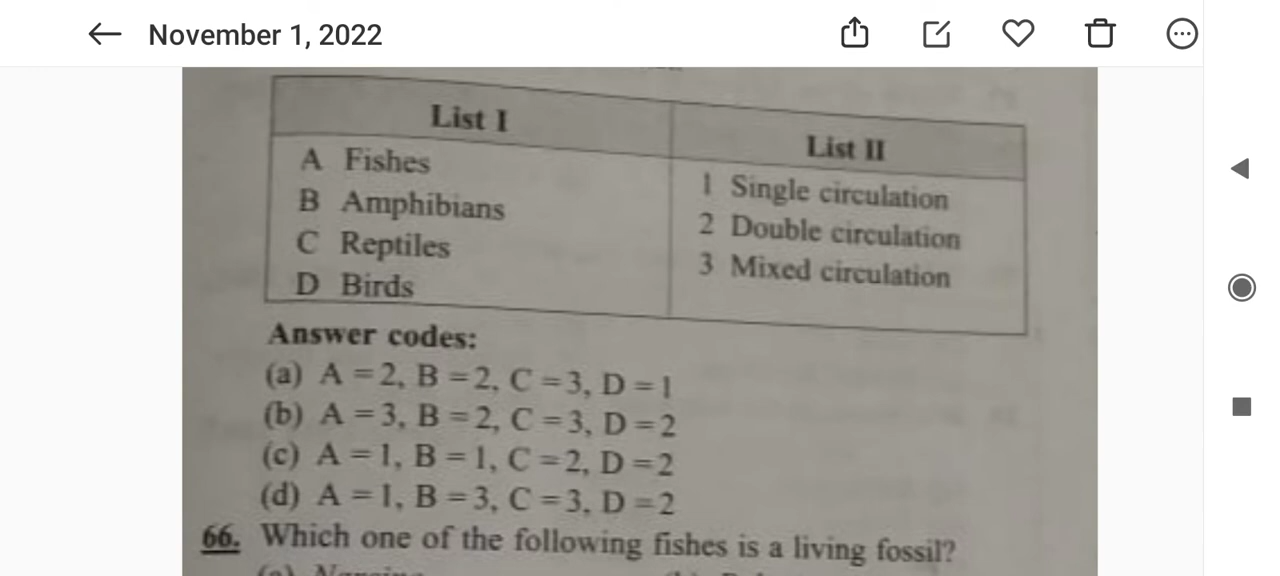 November 1, 2022
List I
List II
A Fishes
1 Single circulation
B Amphibians
2 Double circulation
C Reptiles
3 Mixed circulation
D Birds
Answer codes:
(a) A = 2, B = 2, C = 3, D = 1
(b) A = 3, B = 2, C = 3, D = 2
(c) A = 1, B = 1, C = 2, D = 2
(d) A = 1, B = 3, C = 3, D = 2
66. Which one of the following fishes is a living fossil?